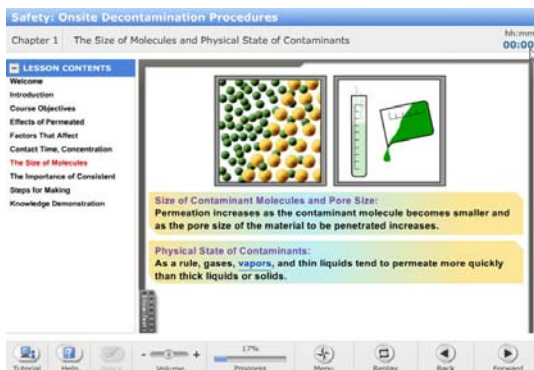 Safety: Onsite Decontamination Procedures
Chapter 1 The Size of Molecules and Physical State of Contaminants
hh:mm
00:00
LESSON CONTENTS
Welcome
Introduction
Course Objectives
Effects of Permeated
Factors That Affect
Contact Time, Concentration
The Size of Molecules
The Importance of Consistent
Steps for Making
Knowledge Demonstration
Size of Contaminant Molecules and Pore Size:
Permeation increases as the contaminant molecule becomes smaller and
as the pore size of the material to be penetrated increases.
Physical State of Contaminants:
As a rule, gases, vapors, and thin liquids tend to permeate more quickly
than thick liquids or solids.
17%
Tutorial Help Volume Progress Menu Replay Back Forward